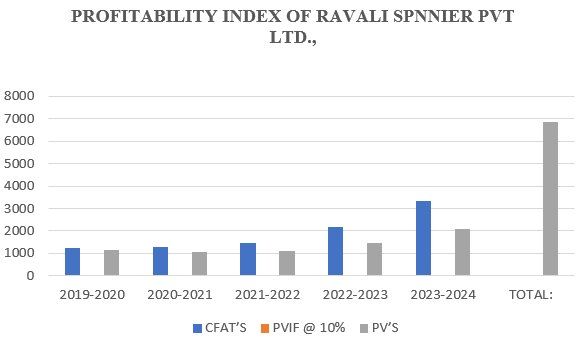 PROFITABILITY INDEX OF RAVALI SPNNIER PVT
LTD.,
8000
7000
6000
5000
4000
3000
2000
1000
0
2019-2020 2020-2021 2021-2022 2022-2023 2023-2024 TOTAL:
CFAT'S PVIF @ 10% PV'S